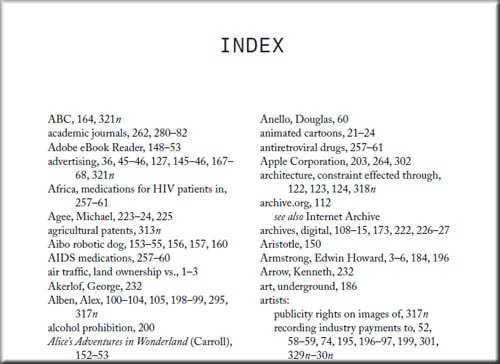 INDEX
ABC, 164, 321n
academic journals, 262, 280–82
Adobe eBook Reader, 148–53
advertising, 36, 45–46, 127, 145–46, 167–
68, 321n
Africa, medications for HIV patients in,
257–61
Agee, Michael, 223–24, 225
agricultural patents, 313n
Aibo robotic dog, 153–55, 156, 157, 160
AIDS medications, 257–60
air traffic, land ownership vs., 1–3
Akerlof, George, 232
Alben, Alex, 100–104, 105, 198–99, 295,
317n
alcohol prohibition, 200
Alice's Adventures in Wonderland (Carroll),
152–53
Anello, Douglas, 60
animated cartoons, 21–24
antiretroviral drugs, 257–61
Apple Corporation, 203, 264, 302
architecture, constraint effected through,
122, 123, 124, 318n
archive.org, 112
see also Internet Archive
archives, digital, 108–15, 173, 222, 226–27
Aristotle, 150
Armstrong, Edwin Howard, 3–6, 184, 196
Arrow, Kenneth, 232
art, underground, 186
artists:
publicity rights on images of, 317n
recording industry payments to, 52,
58–59, 74, 195, 196–97, 199, 301,
329n–30n